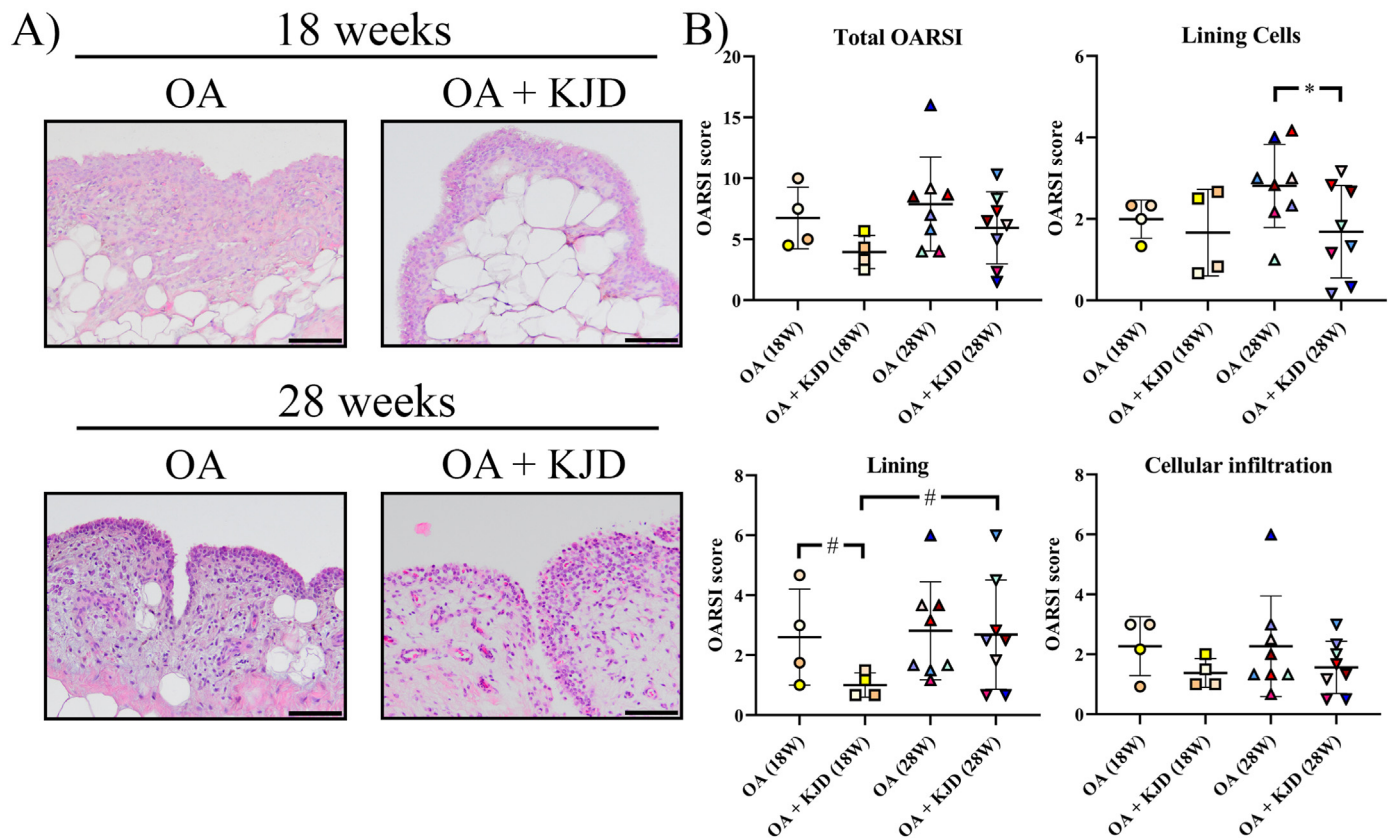 A)
18 weeks
OA OA + KJD
28 weeks
OA OA + KJD
B)
Total OARSI
OARSI score
20
15
10
5
0
OA (18W)
OA + KJD (18W)
OA (28W)
OA + KJD (28W)
Lining Cells
OARSI score
6
4
2
0
*
OA (18W)
OA + KJD (18W)
OA (28W)
OA + KJD (28W)
Lining
OARSI score
8
6
4
2
0
#
#
OA (18W)
OA + KJD (18W)
OA (28W)
OA + KJD (28W)
Cellular infiltration
OARSI score
8
6
4
2
0
OA (18W)
OA + KJD (18W)
OA (28W)
OA + KJD (28W)